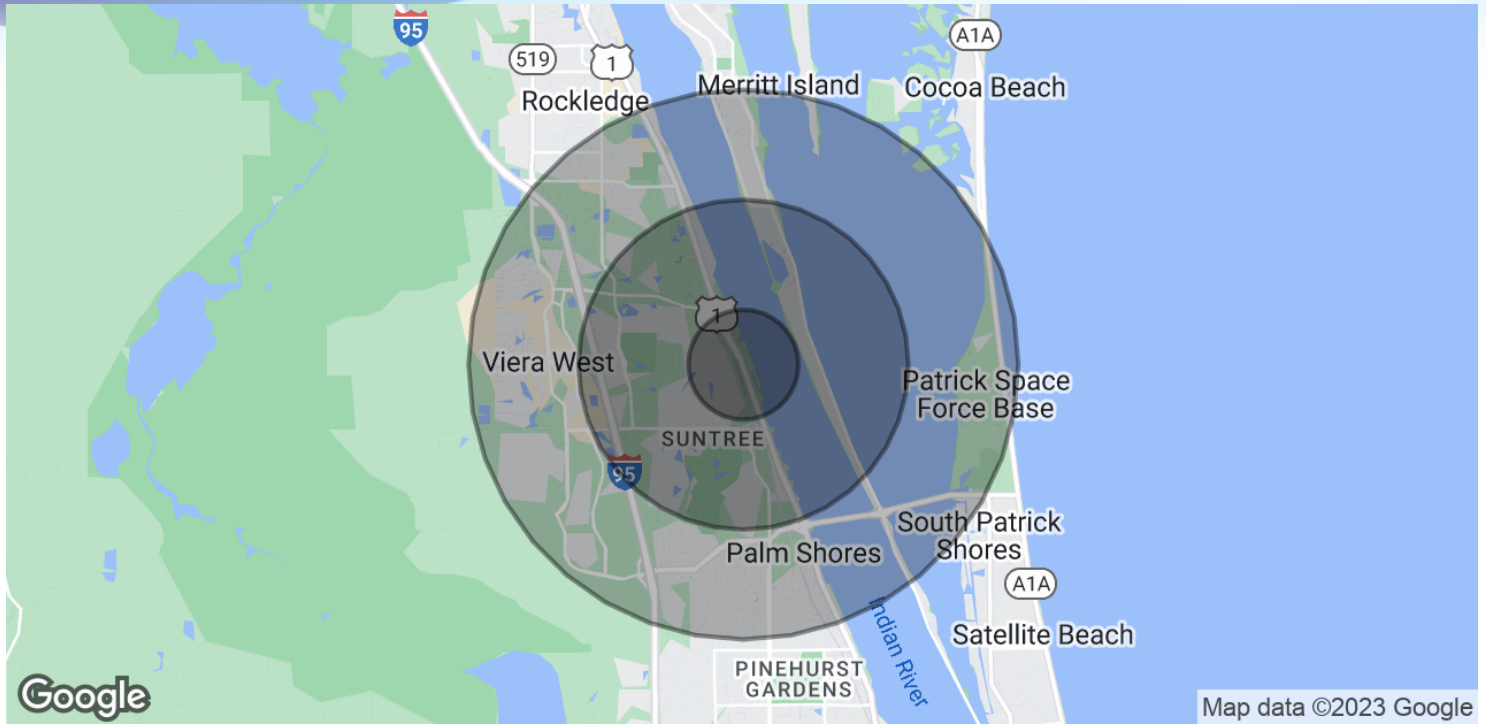 95
519
1
A1A
Merritt Island
Cocoa Beach
Rockledge
1
Viera West
Patrick Space
Force Base
SUNTREE
95
South Patrick
Shores
Palm Shores
A1A
Indian River
Satellite Beach
PINEHURST
GARDENS
Google
Map data ©2023 Google